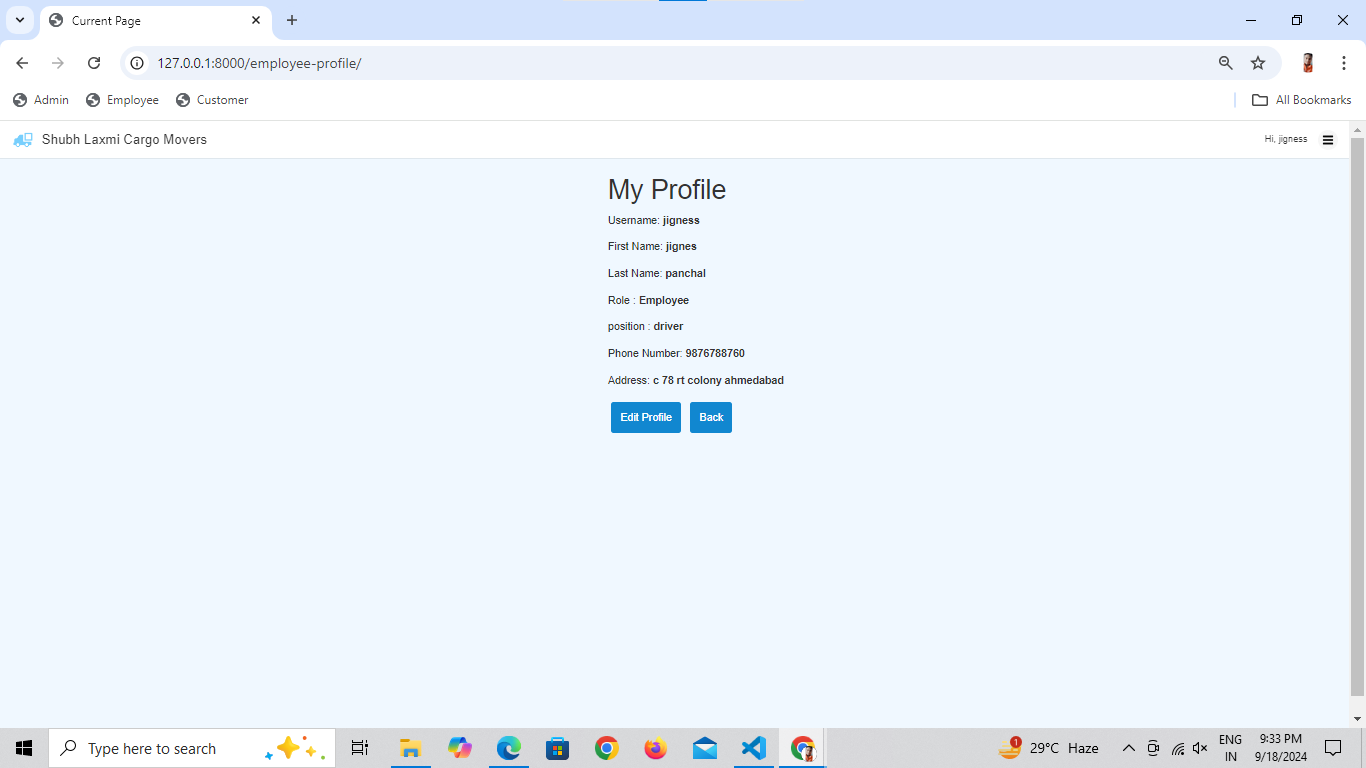 Current Page
127.0.0.1:8000/employee-profile/
Admin Employee Customer All Bookmarks
Shubh Laxmi Cargo Movers Hi, jigness
My Profile
Username: jigness
First Name: jignes
Last Name: panchal
Role : Employee
position : driver
Phone Number: 9876788760
Address: c 78 rt colony ahmedabad
Edit Profile Back
Type here to search 1 29°C Haze ENG 9:33 PM
IN 9/18/2024